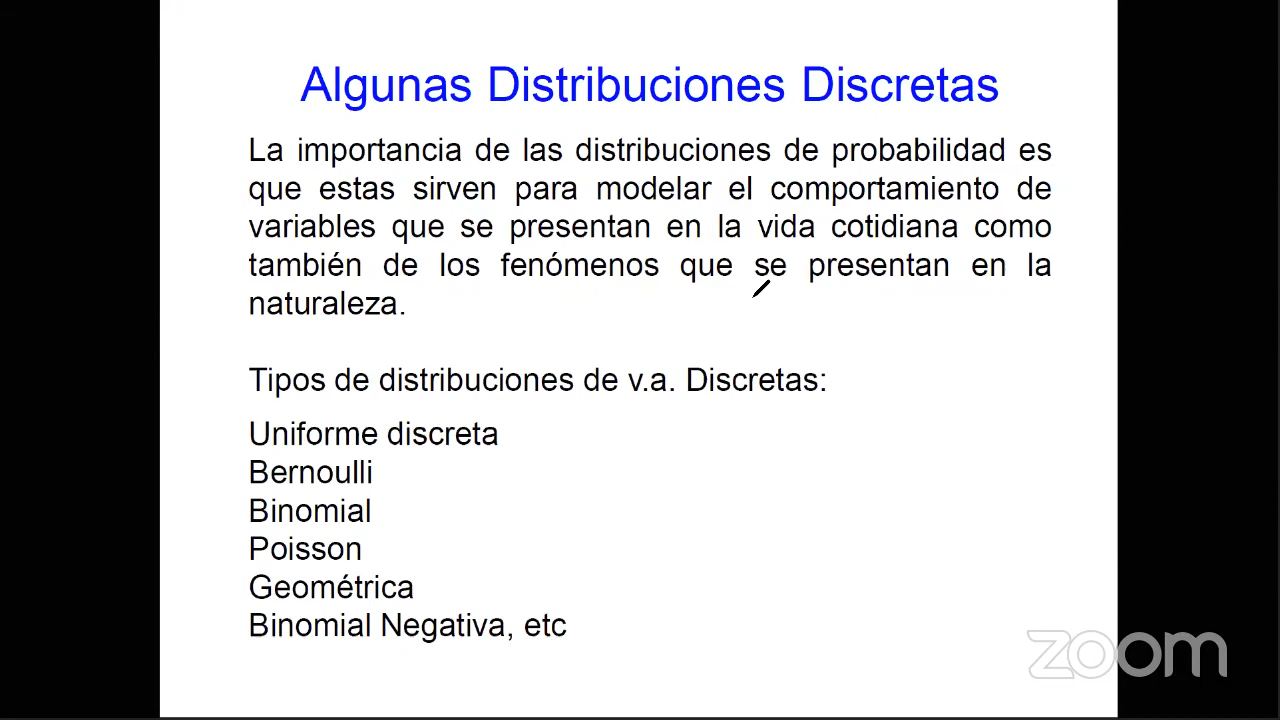 Algunas Distribuciones Discretas
La importancia de las distribuciones de probabilidad es
que estas sirven para modelar el comportamiento de
variables que se presentan en la vida cotidiana como
también de los fenómenos que se presentan en la
naturaleza.
Tipos de distribuciones de v.a. Discretas:
Uniforme discreta
Bernoulli
Binomial
Poisson
Geométrica
Binomial Negativa, etc
zoom